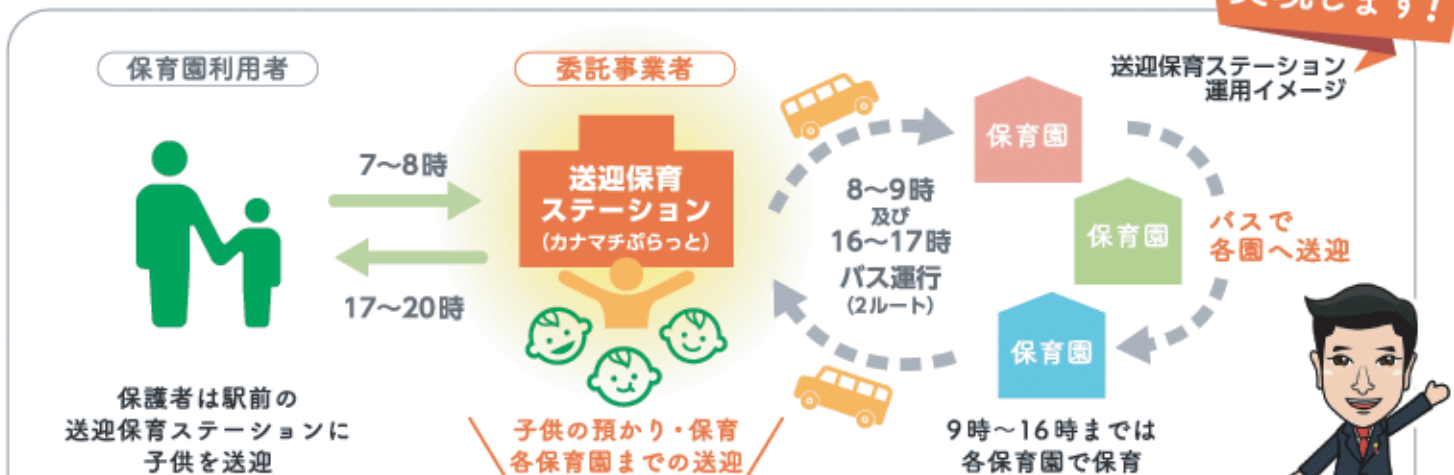 します!
送迎保育ステーション
運用イメージ
保育園利用者
7〜8時
17〜20時
保護者は駅前の
送迎保育ステーションに
子供を送迎
委託事業者
送迎保育
ステーション
(カナマチぷらっと)
子供の預かり・保育
各保育園までの送迎
8〜9時
及び
16〜17時
バス運行
(2ルート)
保育園
保育園
保育園
バスで
各園へ送迎
9時〜16時までは
各保育園で保育